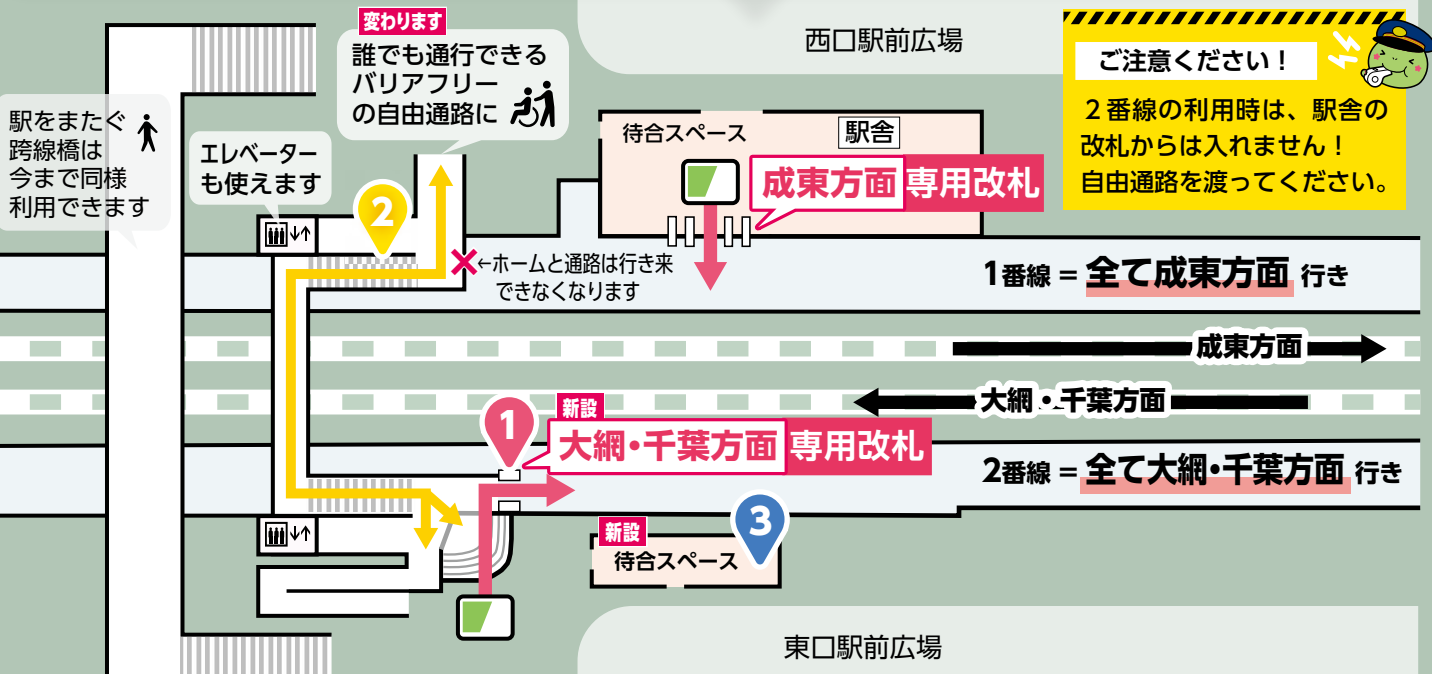 変わります
誰でも通行できる
バリアフリー
の自由通路に
西口駅前広場
ご注意ください！
２番線の利用時は、駅舎の
改札からは入れません！
自由通路を渡ってください。
駅をまたぐ
跨線橋は
今まで同様
利用できます
エレベーター
も使えます
待合スペース
駅舎
成東方面 専用改札
2
←ホームと通路は行き来
できなくなります
1番線 = 全て成東方面 行き
成東方面
大網・千葉方面
1
新設
大網・千葉方面 専用改札
2番線 = 全て大網・千葉方面 行き
新設
待合スペース
3
東口駅前広場